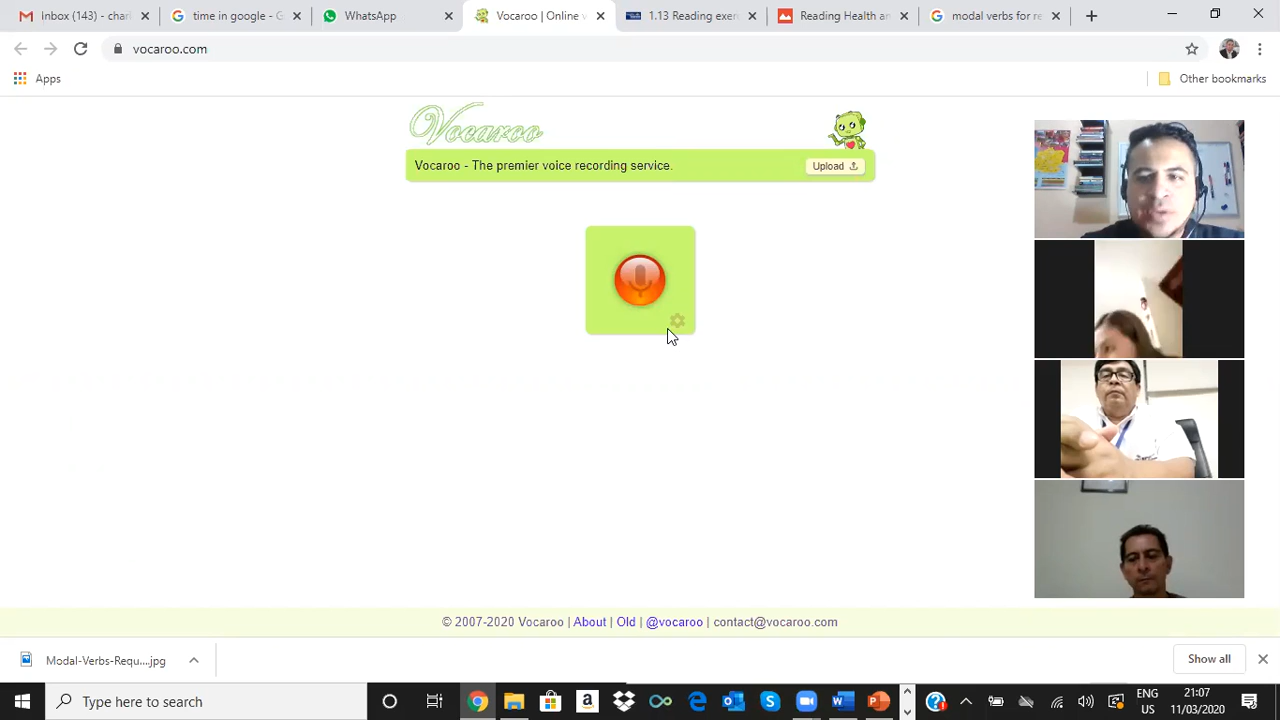 Inbox (143) - charl
time in google - G
WhatsApp
Vocaroo | Online v
1.13 Reading exer
Reading Health an
modal verbs for re
vocaroo.com
Apps
Other bookmarks
Vocaroo
Vocaroo - The premier voice recording service.
Upload
© 2007-2020 Vocaroo | About | Old | @vocaroo | contact@vocaroo.com
Modal-Verbs-Requ....jpg
Show all
Type here to search
ENG
US
21:07
11/03/2020